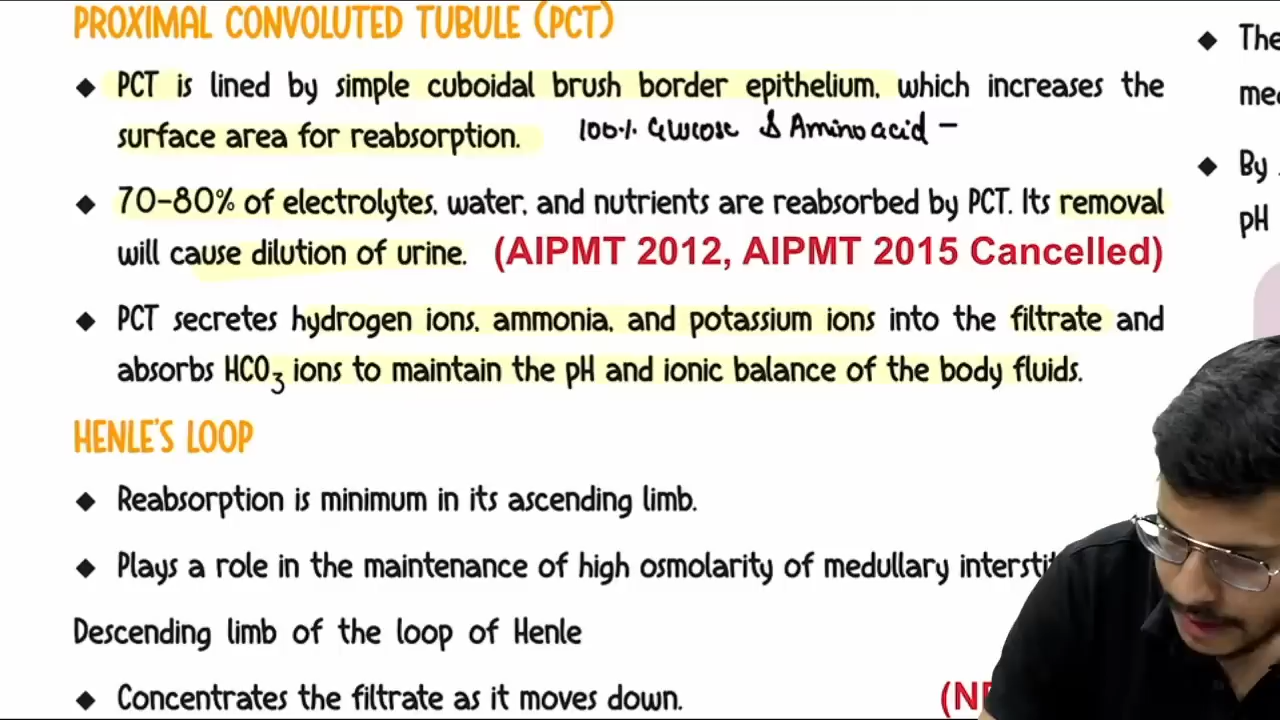 PROXIMAL CONVOLUTED TUBULE (PCT)
◆ PCT is lined by simple cuboidal brush border epithelium, which increases the
surface area for reabsorption. 100% Glucose & Amino acid –
◆ 70-80% of electrolytes, water, and nutrients are reabsorbed by PCT. Its removal
will cause dilution of urine. (AIPMT 2012, AIPMT 2015 Cancelled)
◆ PCT secretes hydrogen ions, ammonia, and potassium ions into the filtrate and
absorbs HCO₃ ions to maintain the pH and ionic balance of the body fluids.
HENLE'S LOOP
◆ Reabsorption is minimum in its ascending limb.
◆ Plays a role in the maintenance of high osmolarity of medullary
Descending limb of the loop of Henle
◆ Concentrates the filtrate as it moves down.
◆ The
◆ By
pH